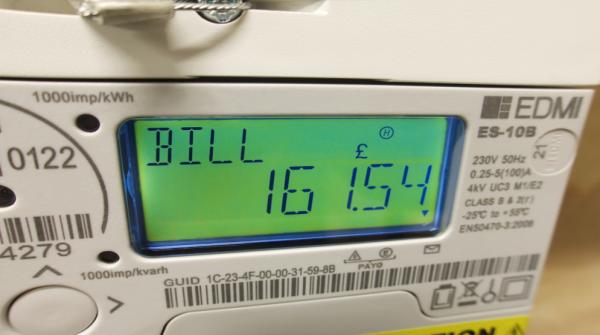 1000imp/kWh
EDMI
ES-10B
BILL
£
H
161.54
0122
21
230V 50Hz
0.25-5(100)A
4kV UC3 M1/E2
CLASS B & 2(r)
-25°C to +55°C
EN50470-3:2006
4279
1000imp/kvarh
PAYG
GUID 1C-23-4F-00-00-31-59-8B